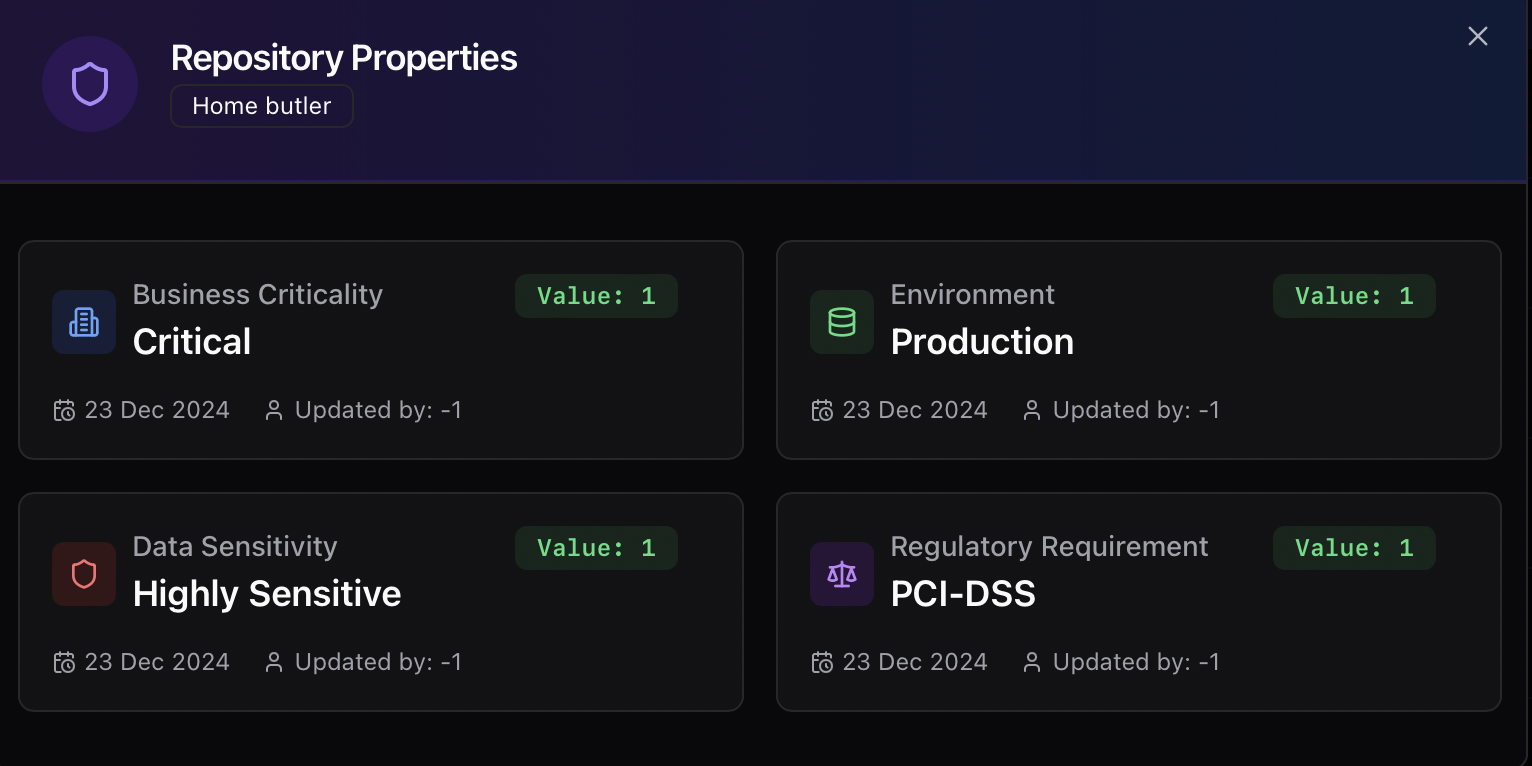 Repository Properties
Home butler
Business Criticality
Value: 1
Critical
23 Dec 2024
Updated by: -1
Environment
Value: 1
Production
23 Dec 2024
Updated by: -1
Data Sensitivity
Value: 1
Highly Sensitive
23 Dec 2024
Updated by: -1
Regulatory Requirement
Value: 1
PCI-DSS
23 Dec 2024
Updated by: -1